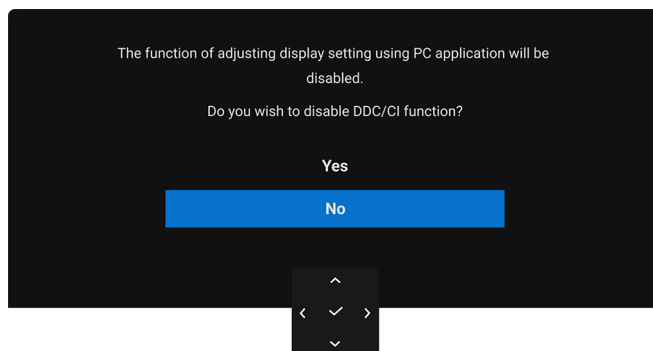 The function of adjusting display setting using PC application will be
disabled.
Do you wish to disable DDC/CI function?
Yes
No